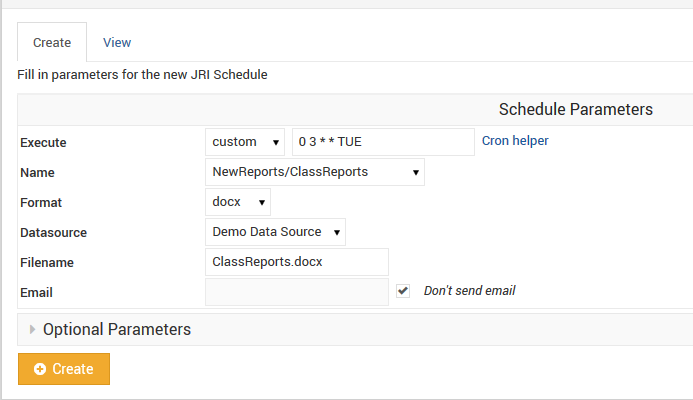 Create View
Fill in parameters for the new JRI Schedule
Schedule Parameters
Execute custom 0 3 * * TUE Cron helper
Name NewReports/ClassReports
Format docx
Datasource Demo Data Source
Filename ClassReports.docx
Email Don't send email
Optional Parameters
Create